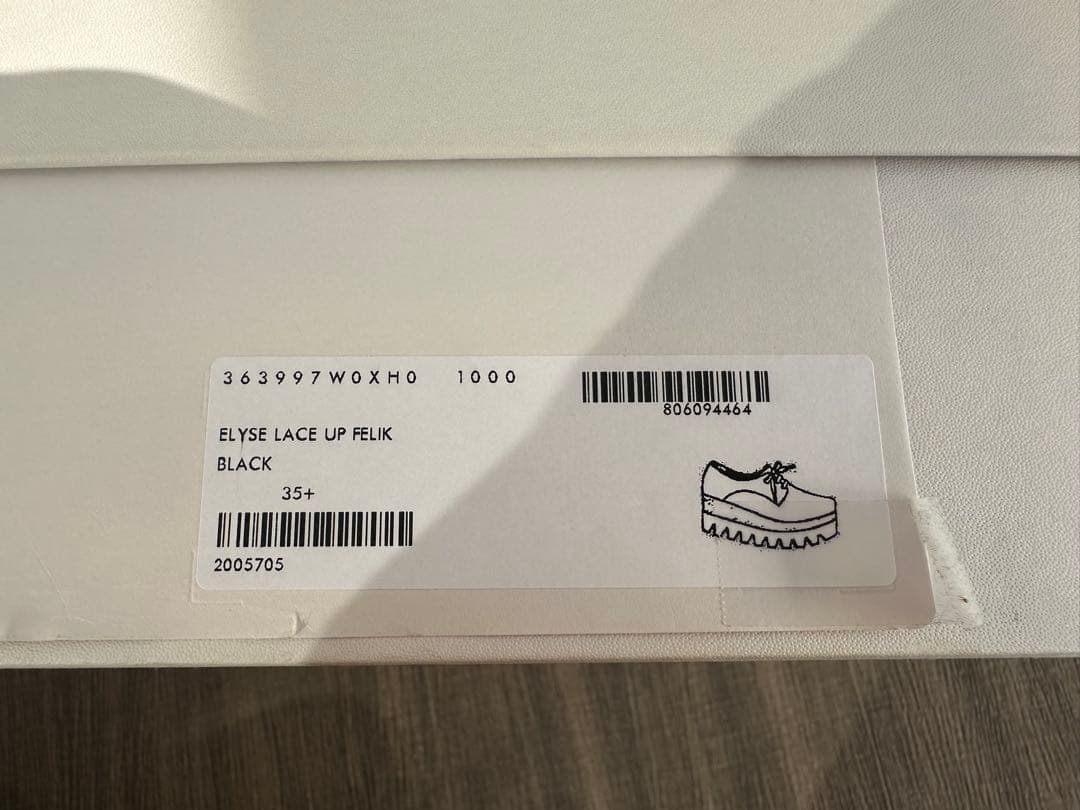 363997W0XH0 1000
806094464
ELYSE LACE UP FELIK
BLACK
35+
2005705